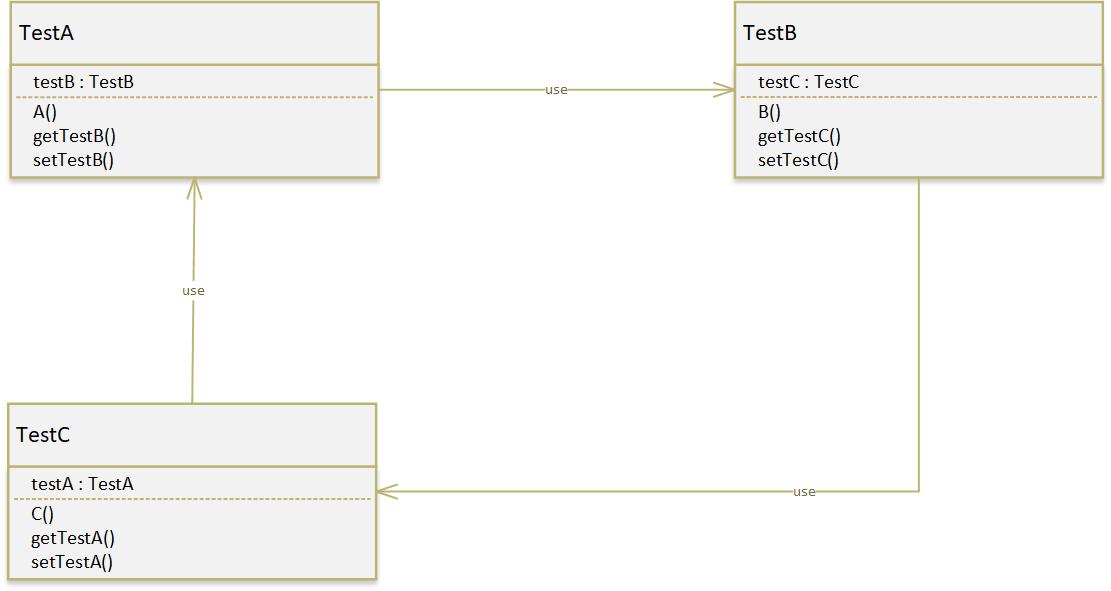 TestA
testB : TestB
A()
getTestB()
setTestB()
use
TestB
testC : TestC
B()
getTestC()
setTestC()
use
TestC
testA : TestA
C()
getTestA()
setTestA()
use